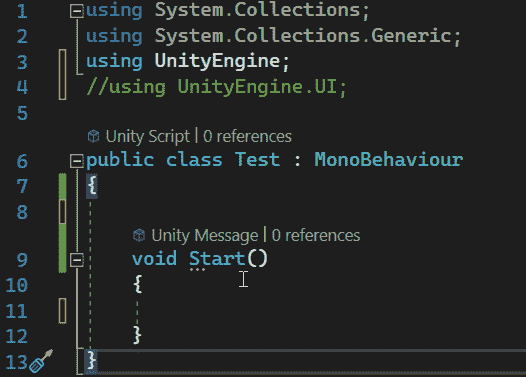 1 using System.Collections;
2 using System.Collections.Generic;
3 using UnityEngine;
4 //using UnityEngine.UI;
5
Unity Script | 0 references
6 public class Test : MonoBehaviour
7 {
8
Unity Message | 0 references
9 void Start()
10 {
11
12 }
13 }